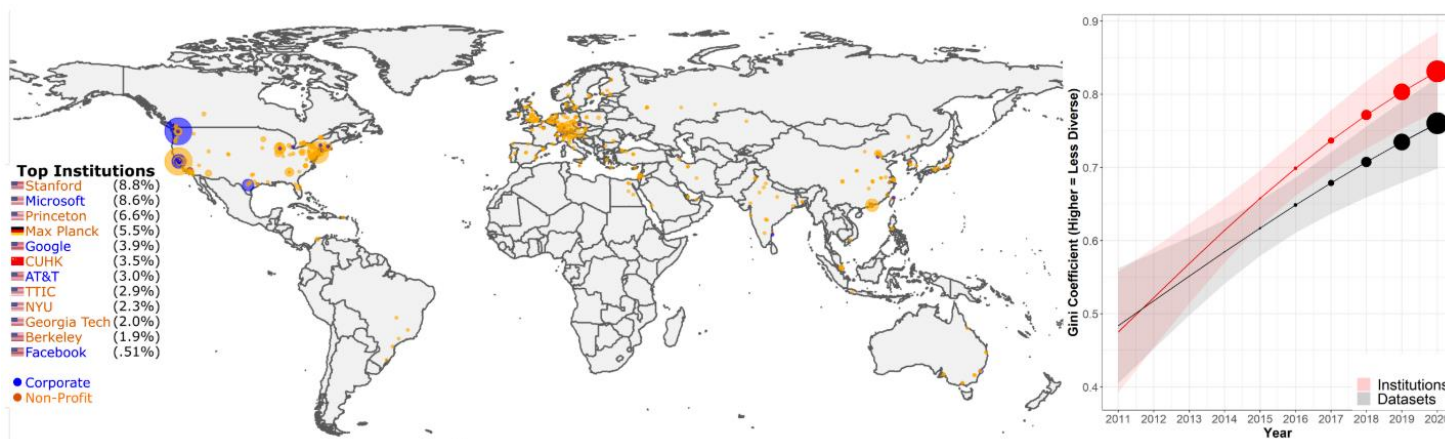 Top Institutions
Stanford (8.8%)
Microsoft (8.6%)
Princeton (6.6%)
Max Planck (5.5%)
Google (3.9%)
CUHK (3.5%)
AT&T (3.0%)
TTIC (2.9%)
NYU (2.3%)
Georgia Tech (2.0%)
Berkeley (1.9%)
Facebook (.51%)
Corporate
Non-Profit
Gini Coefficient (Higher = Less Diverse)
0.9
0.8
0.7
0.6
0.5
0.4
Institutions
Datasets
2011 2012 2013 2014 2015 2016 2017 2018 2019 202
Year